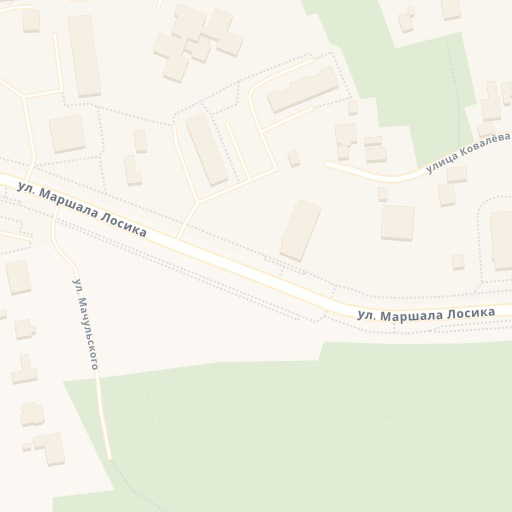 улица Ковалёва
ул. Маршала Лосика
ул. Мачульского
ул. Маршала Лосика